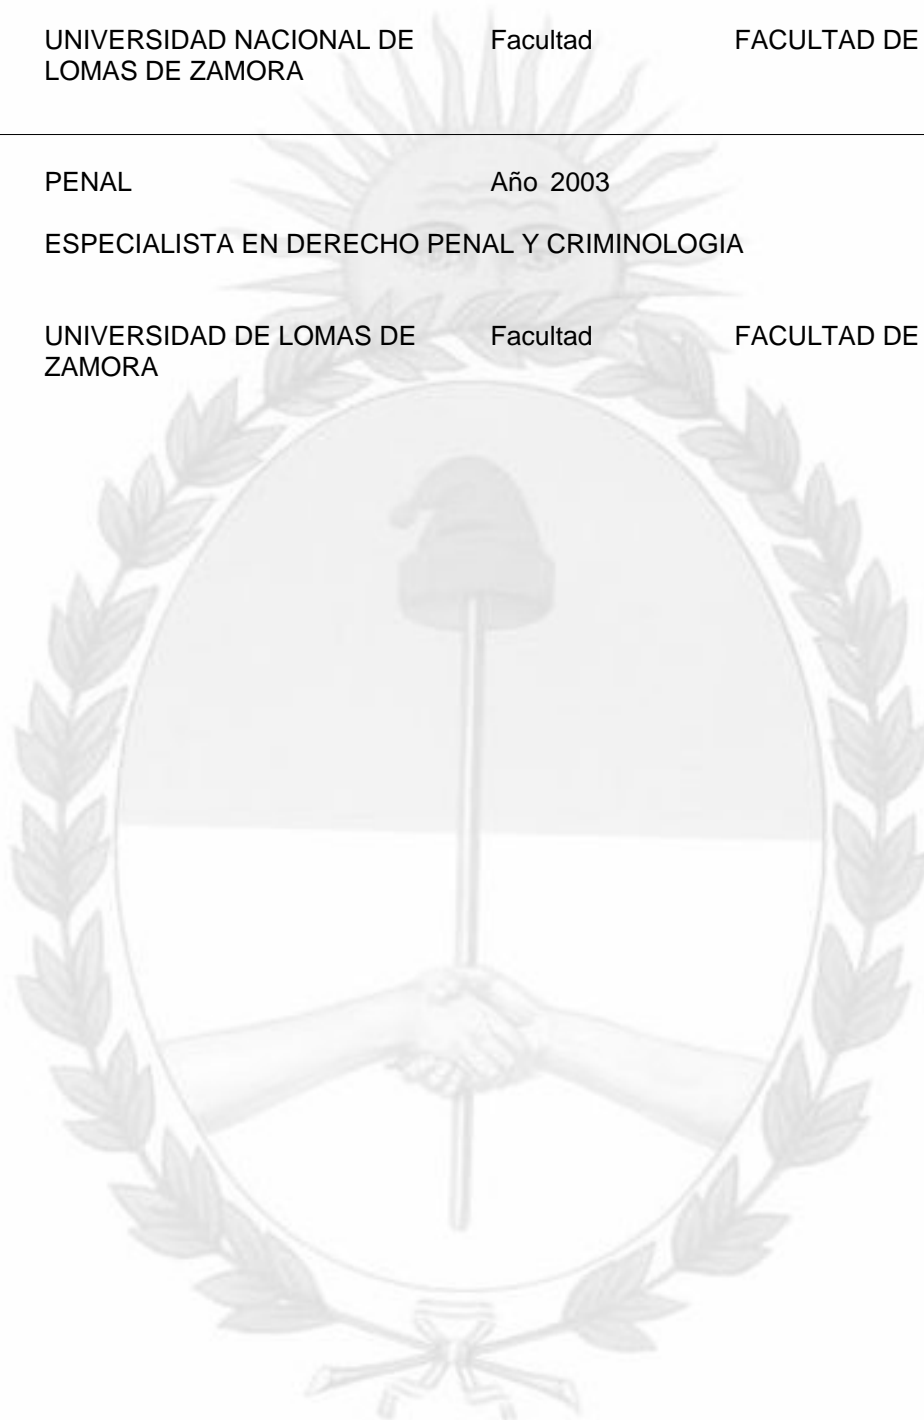 UNIVERSIDAD NACIONAL DE Facultad FACULTAD DE
LOMAS DE ZAMORA
PENAL Año 2003
ESPECIALISTA EN DERECHO PENAL Y CRIMINOLOGIA
UNIVERSIDAD DE LOMAS DE Facultad FACULTAD DE
ZAMORA